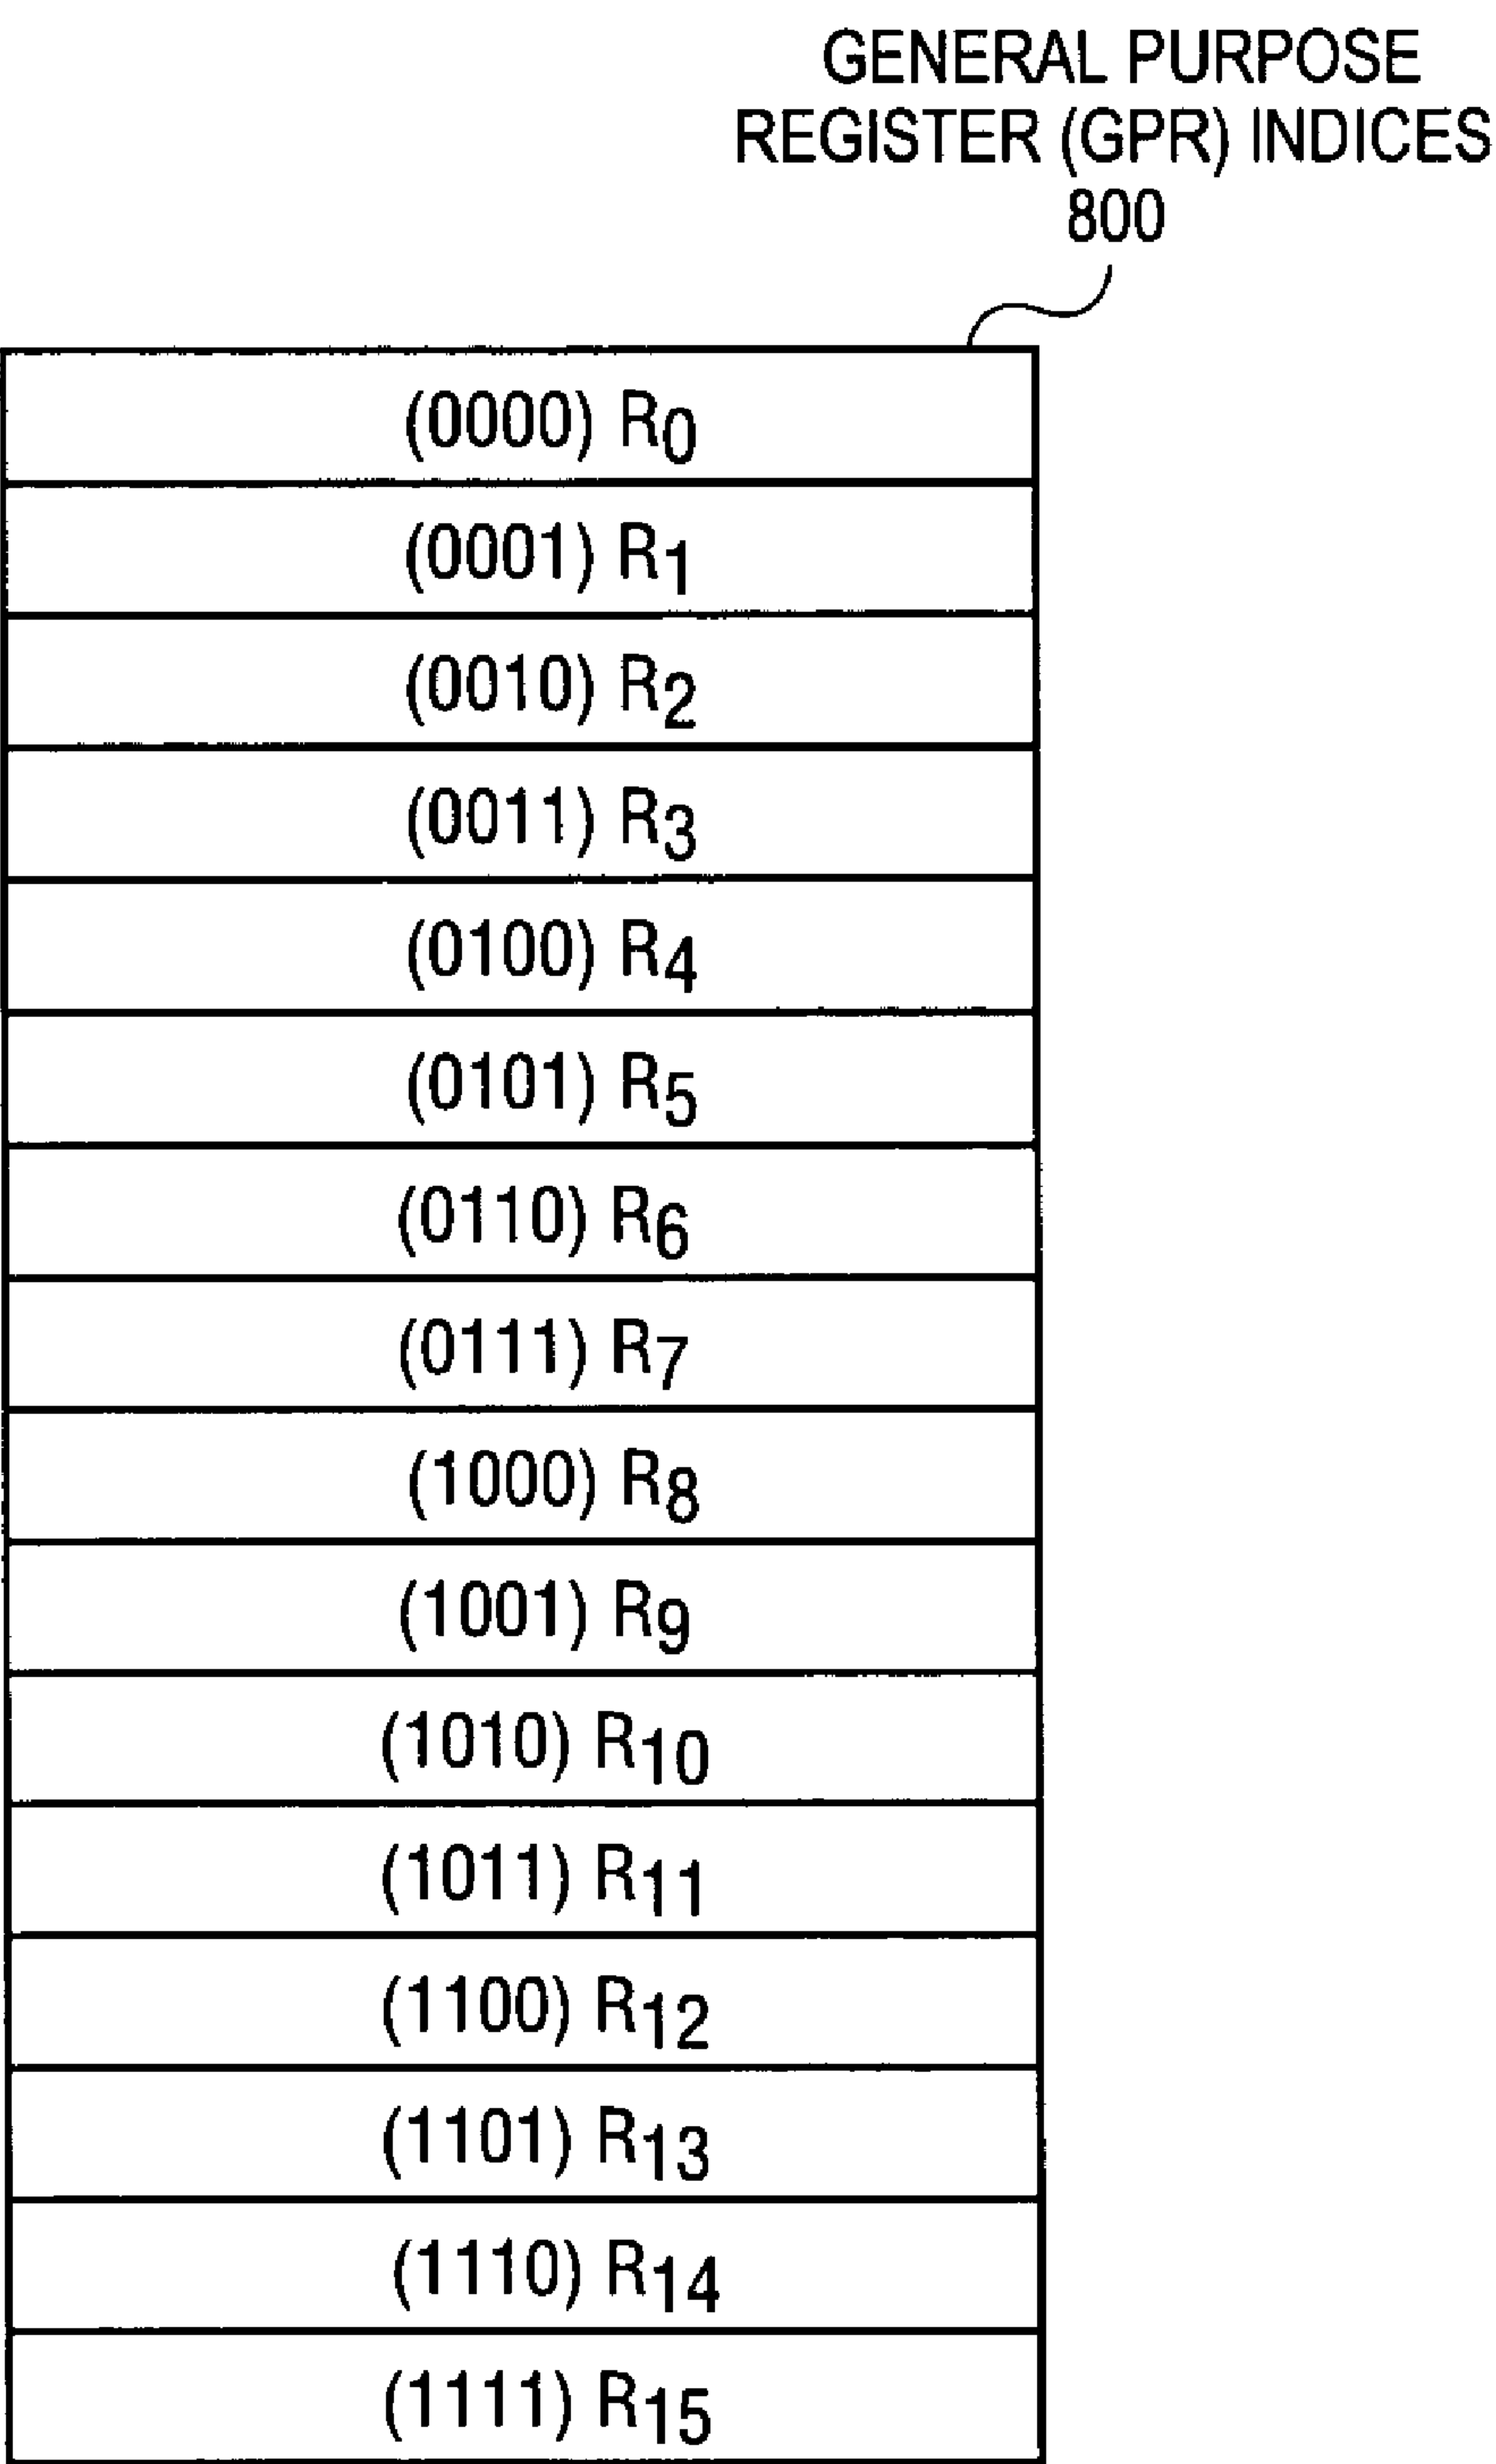 GENERAL PURPOSE
REGISTER (GPR) INDICES
800
(0000) R0
(0001) R1
(0010) R2
(0011) R3
(0100) R4
(0101) R5
(0110) R6
(0111) R7
(1000) R8
(1001) R9
(1010) R10
(1011) R11
(1100) R12
(1101) R13
(1110) R14
(1111) R15